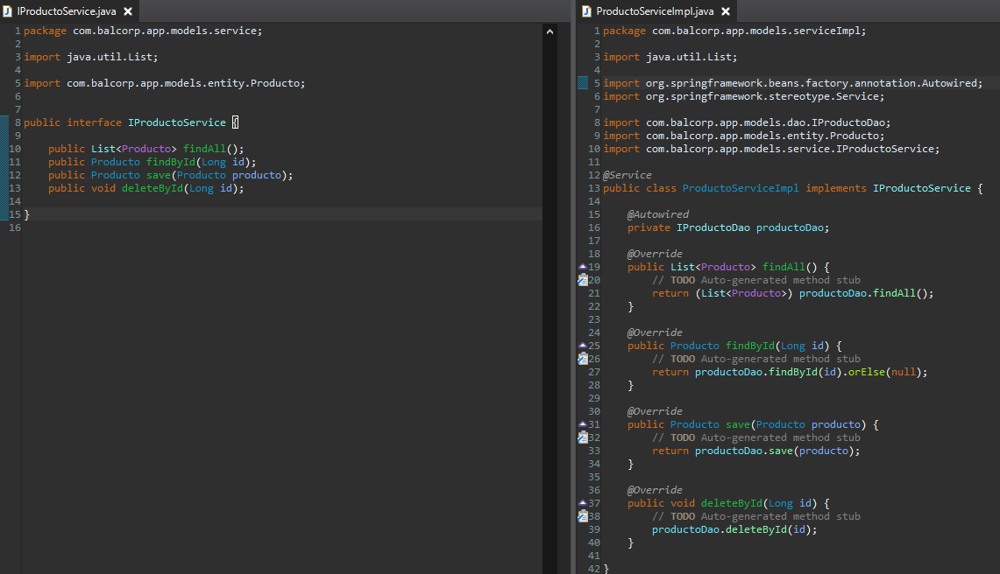 IProductoService.java
1 package com.balcorp.app.models.service;
2
3 import java.util.List;
4
5 import com.balcorp.app.models.entity.Producto;
6
7
8 public interface IProductoService {
9
10     public List<Producto> findAll();
11     public Producto findById(Long id);
12     public Producto save(Producto producto);
13     public void deleteById(Long id);
14
15 }
16
ProductoServiceImpl.java
1 package com.balcorp.app.models.serviceImpl;
2
3 import java.util.List;
4
5 import org.springframework.beans.factory.annotation.Autowired;
6 import org.springframework.stereotype.Service;
7
8 import com.balcorp.app.models.dao.IProductoDao;
9 import com.balcorp.app.models.entity.Producto;
10 import com.balcorp.app.models.service.IProductoService;
11
12 @Service
13 public class ProductoServiceImpl implements IProductoService {
14
15     @Autowired
16     private IProductoDao productoDao;
17
18     @Override
19     public List<Producto> findAll() {
20         // TODO Auto-generated method stub
21         return (List<Producto>) productoDao.findAll();
22     }
23
24     @Override
25     public Producto findById(Long id) {
26         // TODO Auto-generated method stub
27         return productoDao.findById(id).orElse(null);
28     }
29
30     @Override
31     public Producto save(Producto producto) {
32         // TODO Auto-generated method stub
33         return productoDao.save(producto);
34     }
35
36     @Override
37     public void deleteById(Long id) {
38         // TODO Auto-generated method stub
39         productoDao.deleteById(id);
40     }
41
42 }